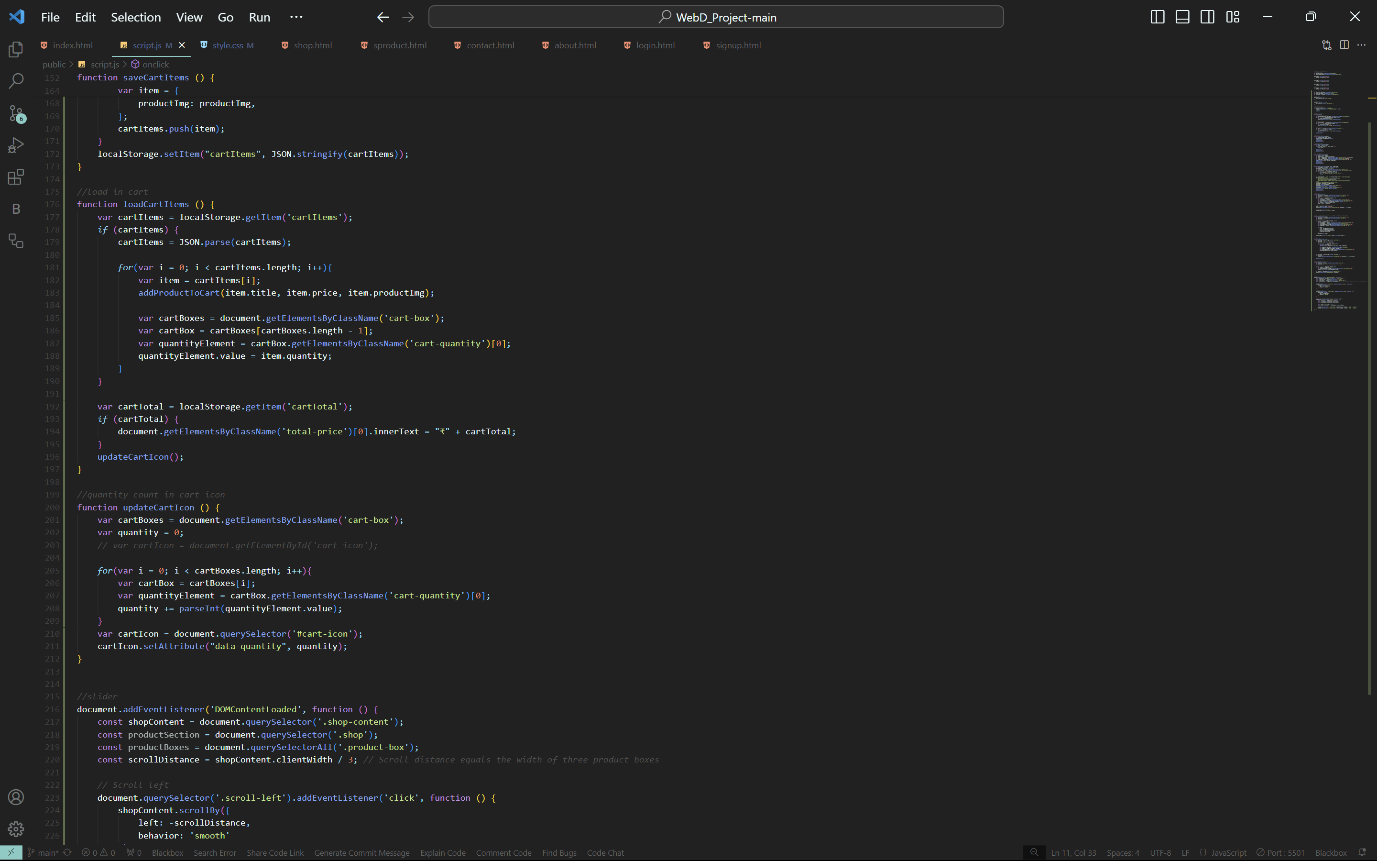 File Edit Selection View Go Run ··· WebD_Project-main
index.html script.js M style.css M shop.html sproduct.html contact.html about.html login.html signup.html
public > script.js > onclick
152 function saveCartItems () {
164 var item = {
168 productImg: productImg,
169 };
170 cartItems.push(item);
171 }
172 localStorage.setItem("cartItems", JSON.stringify(cartItems));
173 }
174
175 //load in cart
176 function loadCartItems () {
177 var cartItems = localStorage.getItem('cartItems');
178 if (cartItems) {
179 cartItems = JSON.parse(cartItems);
180
181 for(var i = 0; i < cartItems.length; i++){
182 var item = cartItems[i];
183 addProductToCart(item.title, item.price, item.productImg);
184
185 var cartBoxes = document.getElementsByClassName('cart-box');
186 var cartBox = cartBoxes[cartBoxes.length - 1];
187 var quantityElement = cartBox.getElementsByClassName('cart-quantity')[0];
188 quantityElement.value = item.quantity;
189 }
190 }
191
192 var cartTotal = localStorage.getItem('cartTotal');
193 if (cartTotal) {
194 document.getElementsByClassName('total-price')[0].innerText = "₹" + cartTotal;
195 }
196 updateCartIcon();
197 }
198
199 //quantity count in cart icon
200 function updateCartIcon () {
201 var cartBoxes = document.getElementsByClassName('cart-box');
202 var quantity = 0;
203 // var cartIcon = document.getElementById('cart-icon');
204
205 for(var i = 0; i < cartBoxes.length; i++){
206 var cartBox = cartBoxes[i];
207 var quantityElement = cartBox.getElementsByClassName('cart-quantity')[0];
208 quantity += parseInt(quantityElement.value);
209 }
210 var cartIcon = document.querySelector('#cart-icon');
211 cartIcon.setAttribute("data-quantity", quantity);
212 }
213
214
215 //slider
216 document.addEventListener('DOMContentLoaded', function () {
217 const shopContent = document.querySelector('.shop-content');
218 const productSection = document.querySelector('.shop');
219 const productBoxes = document.querySelectorAll('.product-box');
220 const scrollDistance = shopContent.clientWidth / 3; // Scroll distance equals the width of three product boxes
221
222 // Scroll left
223 document.querySelector('.scroll-left').addEventListener('click', function () {
224 shopContent.scrollBy({
225 left: -scrollDistance,
226 behavior: 'smooth'
main* 0 0 0 Blackbox Search Error Share Code Link Generate Commit Message Explain Code Comment Code Find Bugs Code Chat Ln 11, Col 33 Spaces: 4 UTF-8 LF JavaScript Port : 5501 Blackbox